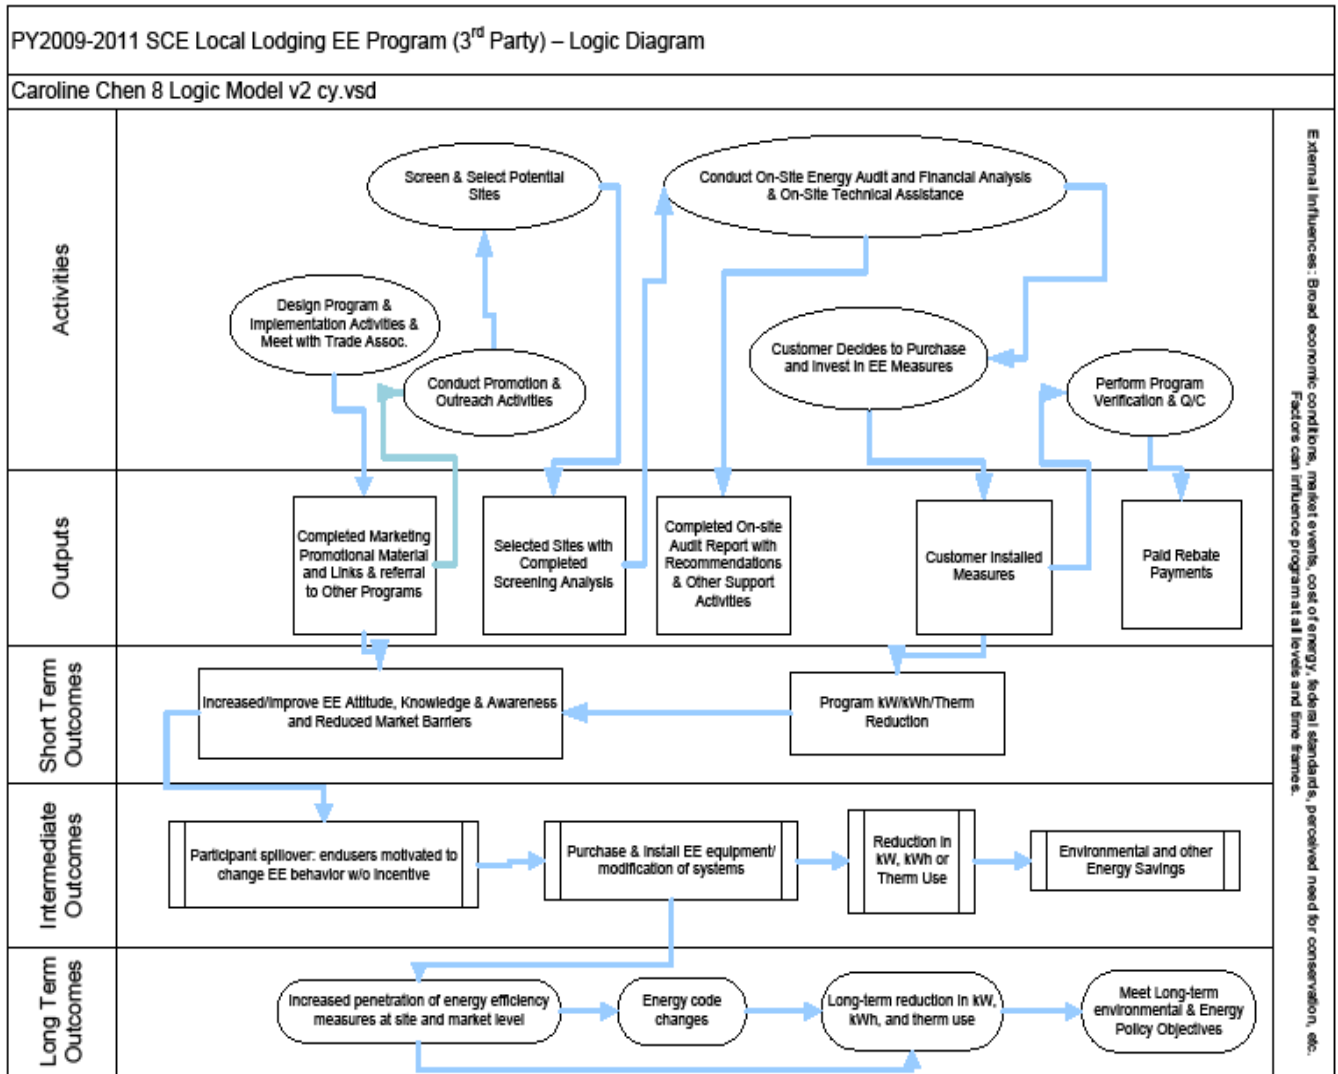 PY2009-2011 SCE Local Lodging EE Program (3rd Party) – Logic Diagram
Caroline Chen 8 Logic Model v2 cy.vsd
Activities
Screen & Select Potential
Sites
Conduct On-Site Energy Audit and Financial Analysis
& On-Site Technical Assistance
Design Program &
Implementation Activities &
Meet with Trade Assoc.
Conduct Promotion &
Outreach Activities
Customer Decides to Purchase
and Invest in EE Measures
Perform Program
Verification & Q/C
Outputs
Completed Marketing
Promotional Material
and Links & referral
to Other Programs
Selected Sites with
Completed
Screening Analysis
Completed On-site
Audit Report with
Recommendations
& Other Support
Activities
Customer Installed
Measures
Paid Rebate
Payments
Short Term
Outcomes
Increased/Improve EE Attitude, Knowledge & Awareness
and Reduced Market Barriers
Program kW/kWh/Therm
Reduction
Intermediate
Outcomes
Participant spillover: endusers motivated to
change EE behavior w/o incentive
Purchase & Install EE equipment/
modification of systems
Reduction in
kW, kWh or
Therm Use
Environmental and other
Energy Savings
Long Term
Outcomes
Increased penetration of energy efficiency
measures at site and market level
Energy code
changes
Long-term reduction in kW,
kWh, and therm use
Meet Long-term
environmental & Energy
Policy Objectives
External Influences: Broad economic conditions, market events, cost of energy, federal standards, perceived need for conservation, etc.
Factors can influence program at all levels and time frames.